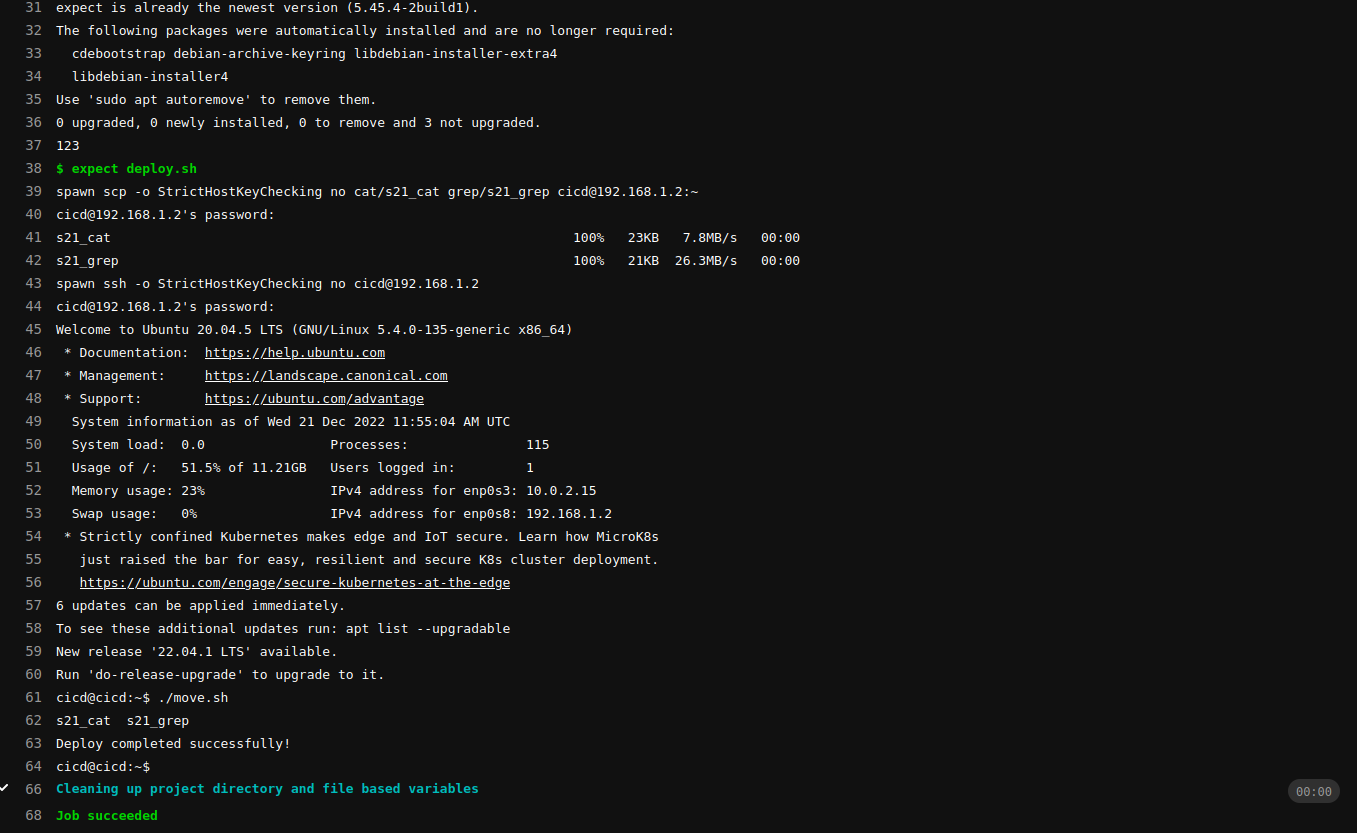 31 expect is already the newest version (5.45.4-2build1).
32 The following packages were automatically installed and are no longer required:
33   cdebootstrap debian-archive-keyring libdebian-installer-extra4
34   libdebian-installer4
35 Use 'sudo apt autoremove' to remove them.
36 0 upgraded, 0 newly installed, 0 to remove and 3 not upgraded.
37 123
38 $ expect deploy.sh
39 spawn scp -o StrictHostKeyChecking no cat/s21_cat grep/s21_grep cicd@192.168.1.2:~
40 cicd@192.168.1.2's password:
41 s21_cat 100% 23KB 7.8MB/s 00:00
42 s21_grep 100% 21KB 26.3MB/s 00:00
43 spawn ssh -o StrictHostKeyChecking no cicd@192.168.1.2
44 cicd@192.168.1.2's password:
45 Welcome to Ubuntu 20.04.5 LTS (GNU/Linux 5.4.0-135-generic x86_64)
46  * Documentation:  https://help.ubuntu.com
47  * Management:     https://landscape.canonical.com
48  * Support:        https://ubuntu.com/advantage
49   System information as of Wed 21 Dec 2022 11:55:04 AM UTC
50   System load:  0.0                Processes:               115
51   Usage of /:   51.5% of 11.21GB   Users logged in:         1
52   Memory usage: 23%                IPv4 address for enp0s3: 10.0.2.15
53   Swap usage:   0%                 IPv4 address for enp0s8: 192.168.1.2
54  * Strictly confined Kubernetes makes edge and IoT secure. Learn how MicroK8s
55    just raised the bar for easy, resilient and secure K8s cluster deployment.
56    https://ubuntu.com/engage/secure-kubernetes-at-the-edge
57 6 updates can be applied immediately.
58 To see these additional updates run: apt list --upgradable
59 New release '22.04.1 LTS' available.
60 Run 'do-release-upgrade' to upgrade to it.
61 cicd@cicd:~$ ./move.sh
62 s21_cat  s21_grep
63 Deploy completed successfully!
64 cicd@cicd:~$
66 Cleaning up project directory and file based variables 00:00
68 Job succeeded